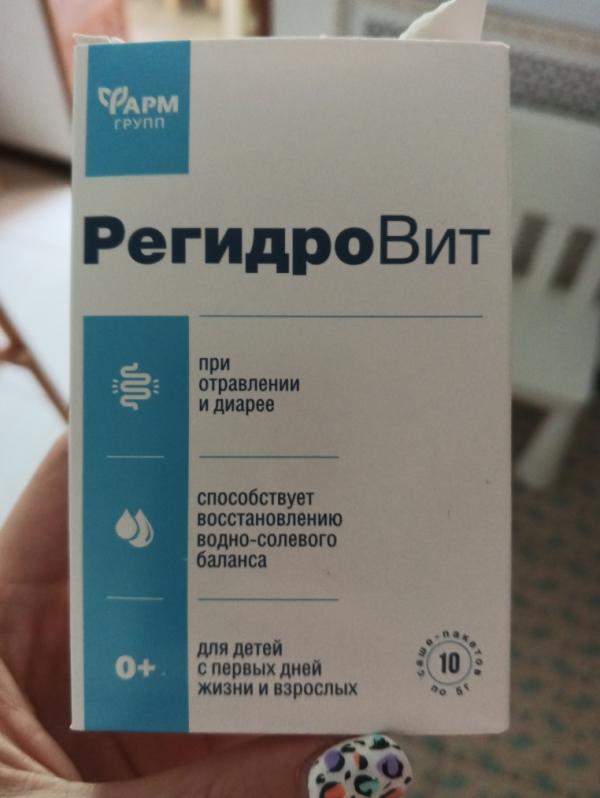 ФАРМ
ГРУПП
РегидроВит
при
отравлении
и диарее
способствует
восстановлению
водно-солевого
баланса
0+
для детей
с первых дней
жизни и взрослых
саше-пакетов
10
по 5г